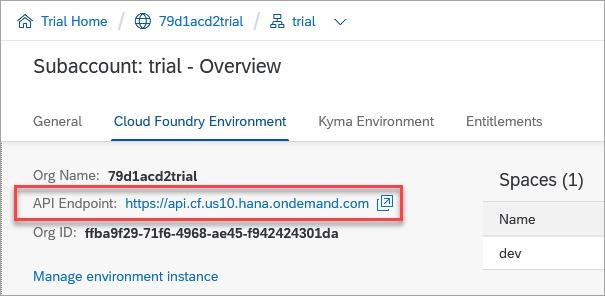 Trial Home / 79d1acd2trial / trial
Subaccount: trial - Overview
General Cloud Foundry Environment Kyma Environment Entitlements
Org Name: 79d1acd2trial
API Endpoint: https://api.cf.us10.hana.ondemand.com
Org ID: ffba9f29-71f6-4968-ae45-f942424301da
Manage environment instance
Spaces (1)
Name
dev